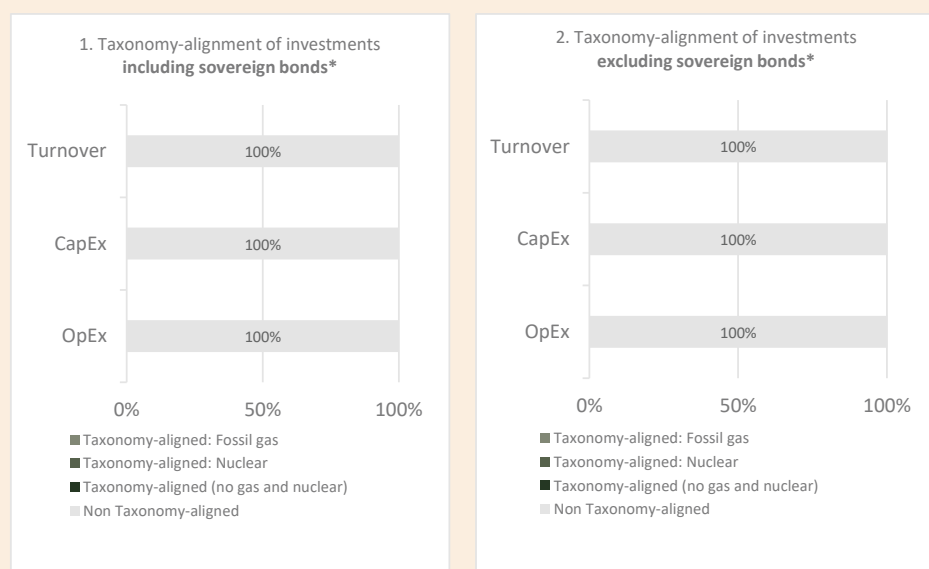 1. Taxonomy-alignment of investments
including sovereign bonds*
Turnover
100%
CapEx
100%
OpEx
100%
0%
50%
100%
Taxonomy-aligned: Fossil gas
Taxonomy-aligned: Nuclear
Taxonomy-aligned (no gas and nuclear)
Non Taxonomy-aligned
2. Taxonomy-alignment of investments
excluding sovereign bonds*
Turnover
100%
CapEx
100%
OpEx
100%
0%
50%
100%
Taxonomy-aligned: Fossil gas
Taxonomy-aligned: Nuclear
Taxonomy-aligned (no gas and nuclear)
Non Taxonomy-aligned